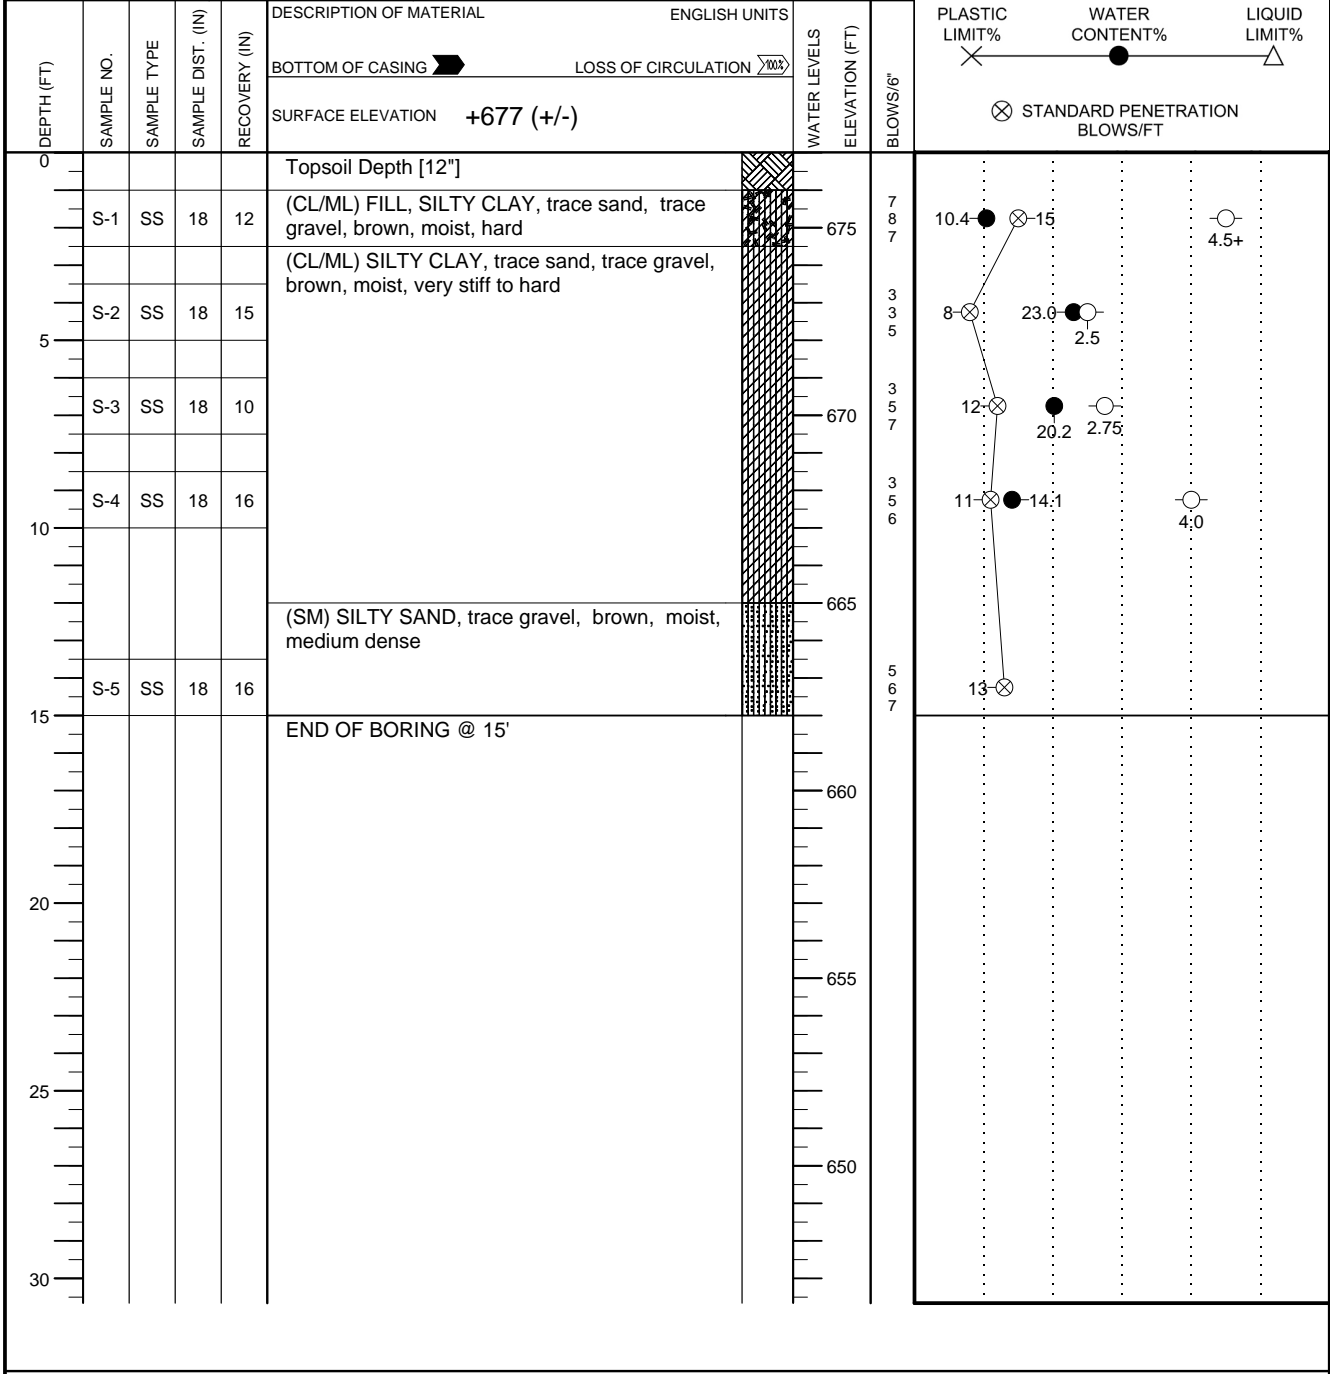 DEPTH (FT)
SAMPLE NO.
SAMPLE TYPE
SAMPLE DIST. (IN)
RECOVERY (IN)
DESCRIPTION OF MATERIAL ENGLISH UNITS
BOTTOM OF CASING LOSS OF CIRCULATION 100%
SURFACE ELEVATION +677 (+/-)
WATER LEVELS
ELEVATION (FT)
BLOWS/6"
PLASTIC LIMIT%
WATER CONTENT%
LIQUID LIMIT%
STANDARD PENETRATION
BLOWS/FT
0
Topsoil Depth [12"]
(CL/ML) FILL, SILTY CLAY, trace sand, trace
gravel, brown, moist, hard
S-1 SS 18 12
675
7
8
7
10.4 15 4.5+
(CL/ML) SILTY CLAY, trace sand, trace gravel,
brown, moist, very stiff to hard
S-2 SS 18 15
3
3
5
8 23.0 2.5
5
S-3 SS 18 10
670
3
5
7
12 20.2 2.75
S-4 SS 18 16
3
5
6
11 14.1 4.0
10
665
(SM) SILTY SAND, trace gravel, brown, moist,
medium dense
S-5 SS 18 16
5
6
7
13
15
END OF BORING @ 15'
660
20
655
25
650
30